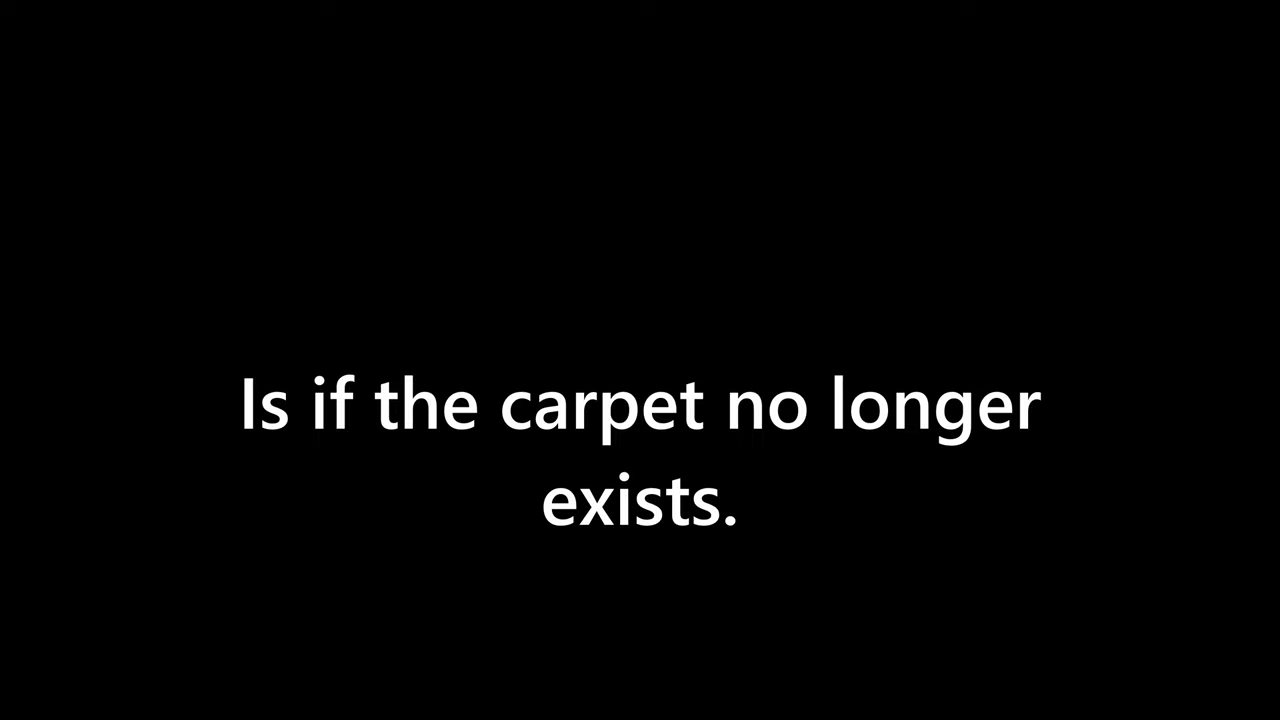 Is if the carpet no longer
exists.